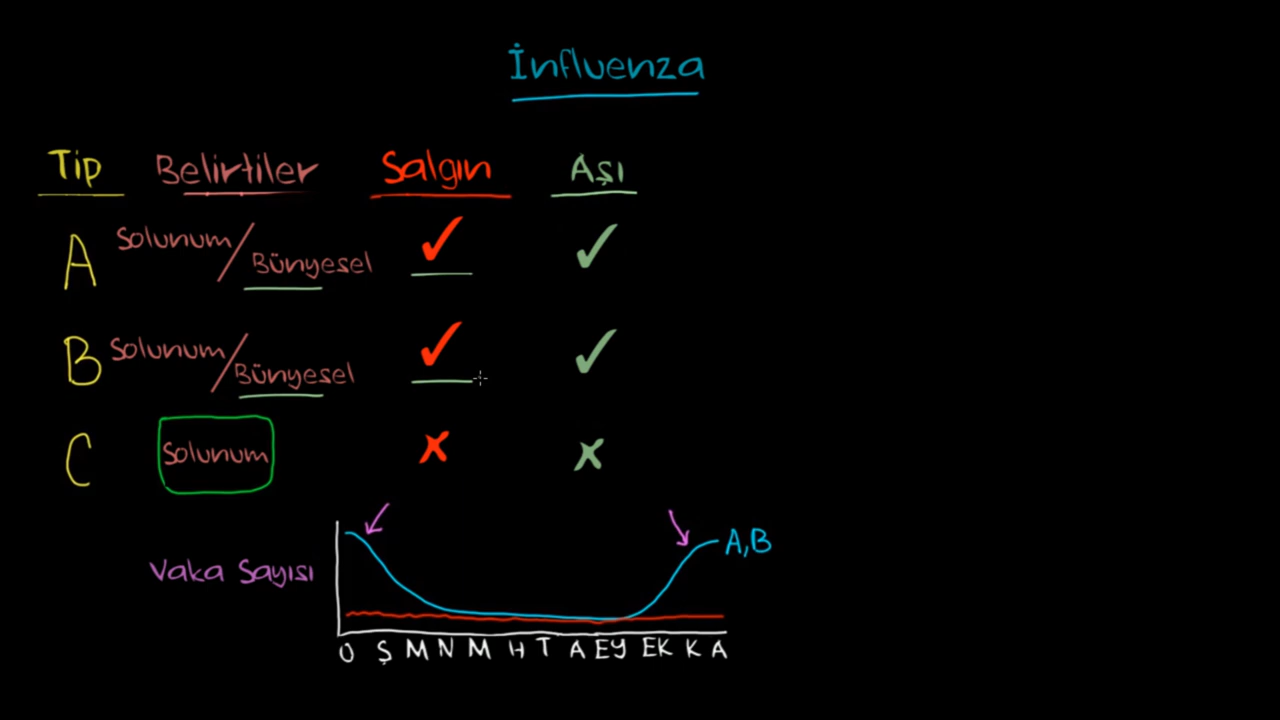 İnfluenza
Tip Belirtiler Salgın Aşı
A Solunum/Bünyesel ✓ ✓
B Solunum/Bünyesel ✓ ✓
C Solunum x x
Vaka Sayısı
A,B
O Ş M N M H T A EY EK K A